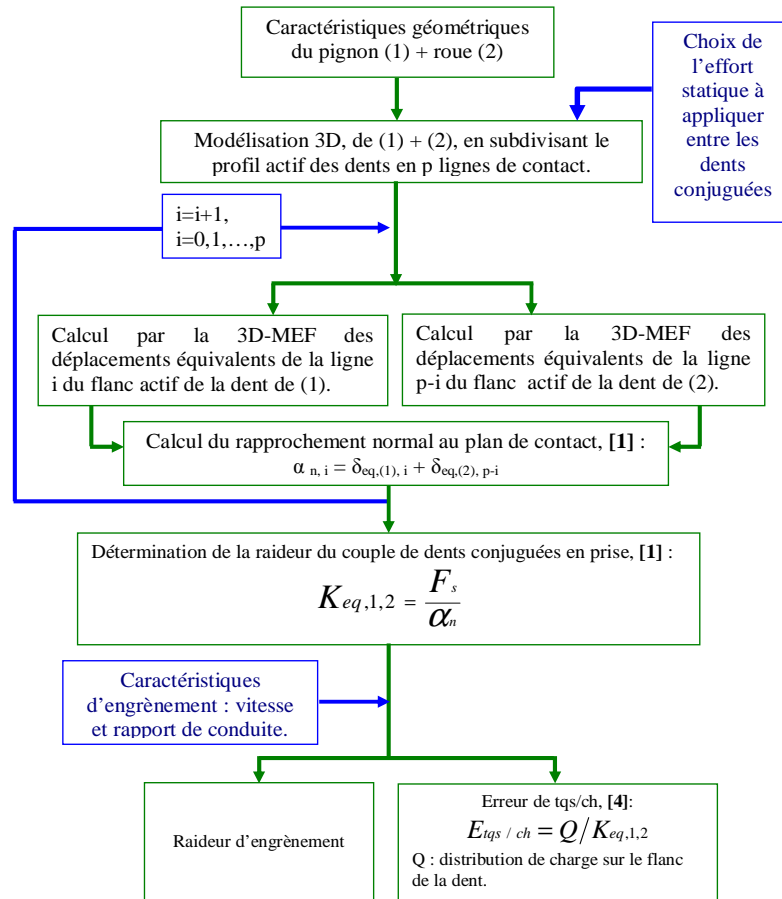 Caractéristiques géométriques
du pignon (1) + roue (2)
Choix de
l'effort
statique à
appliquer
entre les
dents
conjuguées
Modélisation 3D, de (1) + (2), en subdivisant le
profil actif des dents en p lignes de contact.
i=i+1,
i=0,1,…,p
Calcul par la 3D-MEF des
déplacements équivalents de la ligne
i du flanc actif de la dent de (1).
Calcul par la 3D-MEF des
déplacements équivalents de la ligne
p-i du flanc actif de la dent de (2).
Calcul du rapprochement normal au plan de contact, [1] :
α n, i = δeq,(1), i + δeq,(2), p-i
Détermination de la raideur du couple de dents conjuguées en prise, [1] :
Keq,1,2 = Fs / αn
Caractéristiques
d'engrènement : vitesse
et rapport de conduite.
Raideur d'engrènement
Erreur de tqs/ch, [4]:
Etqs / ch = Q/Keq,1,2
Q : distribution de charge sur le flanc
de la dent.